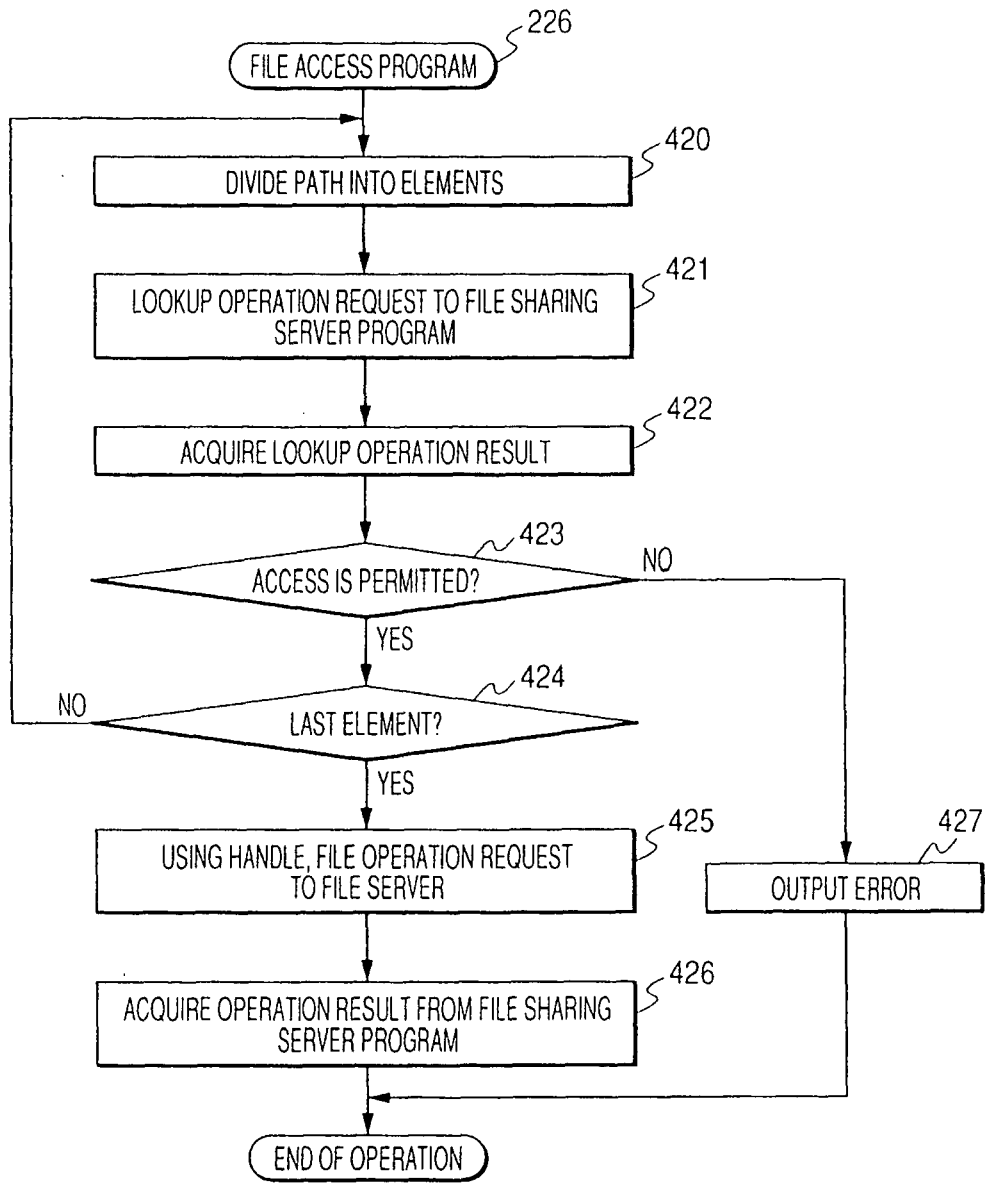 226
FILE ACCESS PROGRAM
420
DIVIDE PATH INTO ELEMENTS
421
LOOKUP OPERATION REQUEST TO FILE SHARING
SERVER PROGRAM
422
ACQUIRE LOOKUP OPERATION RESULT
423
ACCESS IS PERMITTED?
NO
YES
424
LAST ELEMENT?
NO
YES
425
USING HANDLE, FILE OPERATION REQUEST
TO FILE SERVER
427
OUTPUT ERROR
426
ACQUIRE OPERATION RESULT FROM FILE SHARING
SERVER PROGRAM
END OF OPERATION